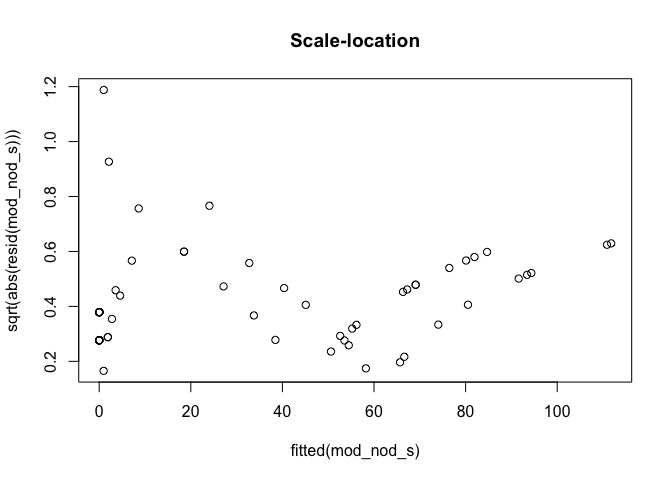 Scale-location
sqrt(abs(resid(mod_nod_s)))
1.2
1.0
0.8
0.6
0.4
0.2
0 20 40 60 80 100
fitted(mod_nod_s)